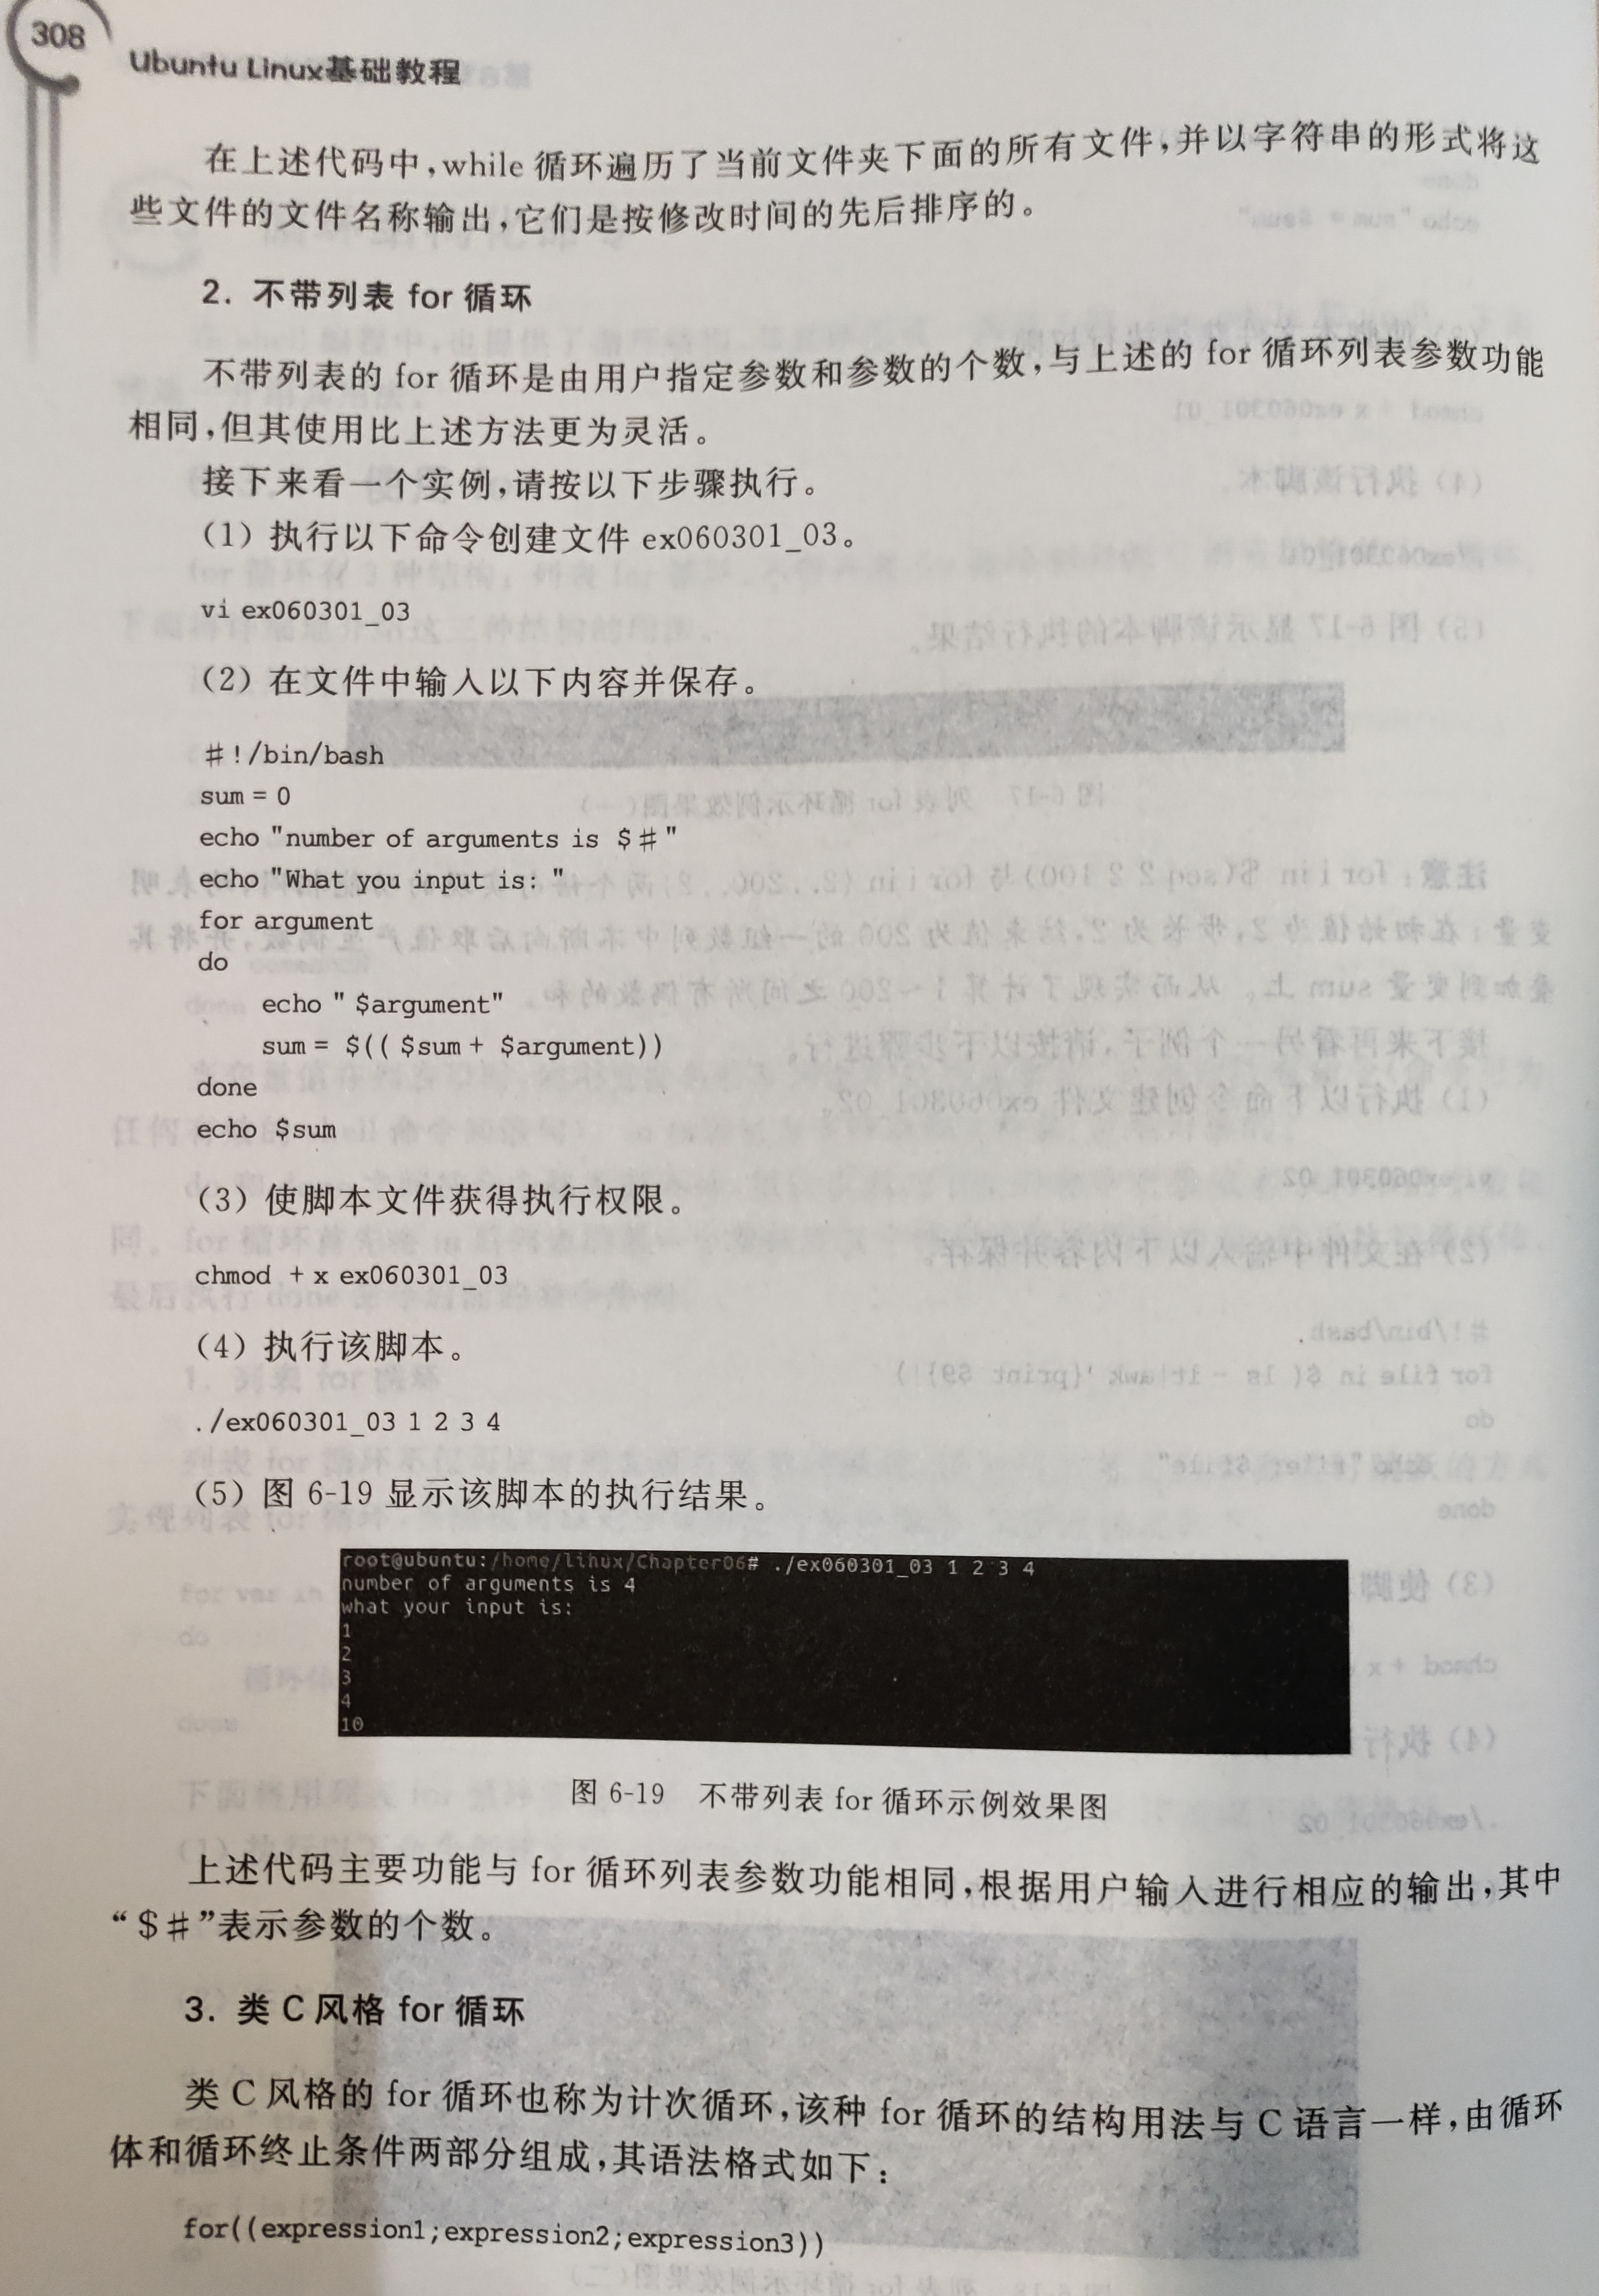 308
Ubuntu Linux基础教程
在上述代码中,while 循环遍历了当前文件夹下面的所有文件,并以字符串的形式将这
些文件的文件名称输出,它们是按修改时间的先后排序的。
2. 不带列表 for 循环
不带列表的 for 循环是由用户指定参数和参数的个数,与上述的 for 循环列表参数功能
相同,但其使用比上述方法更为灵活。
接下来看一个实例,请按以下步骤执行。
(1) 执行以下命令创建文件 ex060301_03。
vi ex060301_03
(2) 在文件中输入以下内容并保存。
#!/bin/bash
sum = 0
echo "number of arguments is $#"
echo "What you input is: "
for argument
do
echo " $argument"
sum = $(( $sum + $argument))
done
echo $sum
(3) 使脚本文件获得执行权限。
chmod + x ex060301_03
(4) 执行该脚本。
./ex060301_03 1 2 3 4
(5) 图 6-19 显示该脚本的执行结果。
root@ubuntu:/home/linux/Chapter06# ./ex060301_03 1 2 3 4
number of arguments is 4
what your input is:
1
2
3
4
10
图 6-19 不带列表 for 循环示例效果图
上述代码主要功能与 for 循环列表参数功能相同,根据用户输入进行相应的输出,其中
“$#”表示参数的个数。
3. 类 C 风格 for 循环
类 C 风格的 for 循环也称为计次循环,该种 for 循环的结构用法与 C 语言一样,由循环
体和循环终止条件两部分组成,其语法格式如下:
for((expression1;expression2;expression3))